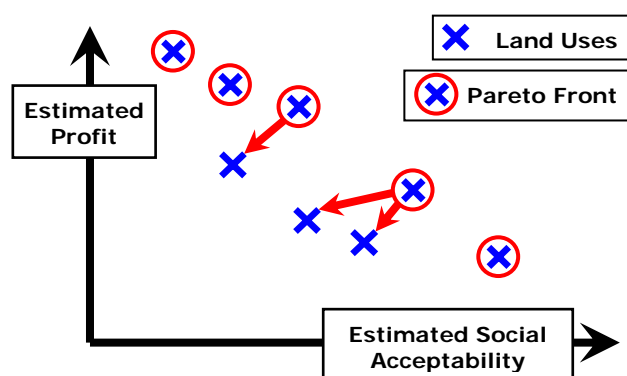 Land Uses
Pareto Front
Estimated
Profit
Estimated Social
Acceptability